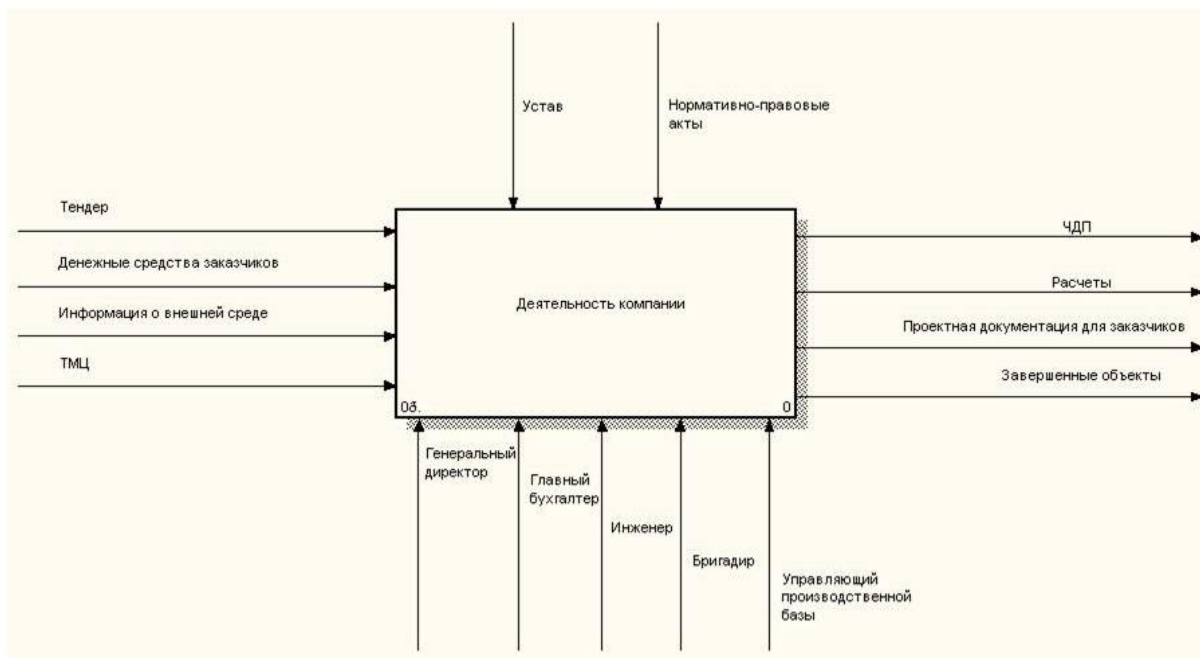 Устав
Нормативно-правовые
акты
Тендер
Денежные средства заказчиков
Информация о внешней среде
ТМЦ
Деятельность компании
0ð.
0
ЧДП
Расчеты
Проектная документация для заказчиков
Завершенные объекты
Генеральный
директор
Главный
бухгалтер
Инженер
Бригадир
Управляющий
производственной
базы